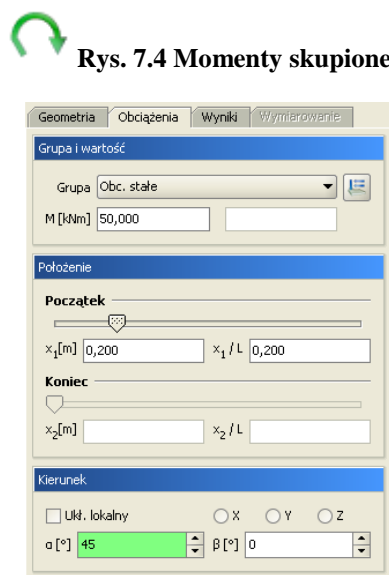 Rys. 7.4 Momenty skupione
Geometria Obciążenia Wyniki Wymiarowanie
Grupa i wartość
Grupa Obc. stałe
M [kNm] 50,000
Położenie
Początek
x₁[m] 0,200 x₁ / L 0,200
Koniec
x₂[m] x₂ / L
Kierunek
Ukł. lokalny X Y Z
α [°] 45 β [°] 0